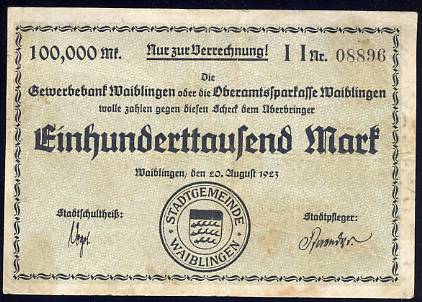 100,000 Mk. Nur zur Verrechnung! II Nr. 08896
Die
Gewerbebank Waiblingen oder die Oberamtssparkasse Waiblingen
wolle zahlen gegen diesen Scheck dem Überbringer
Einhunderttausend Mark
Waiblingen, den 20. August 1923
Stadtschultheiß: Stadtpfleger:
STADTGEMEINDE
WAIBLINGEN